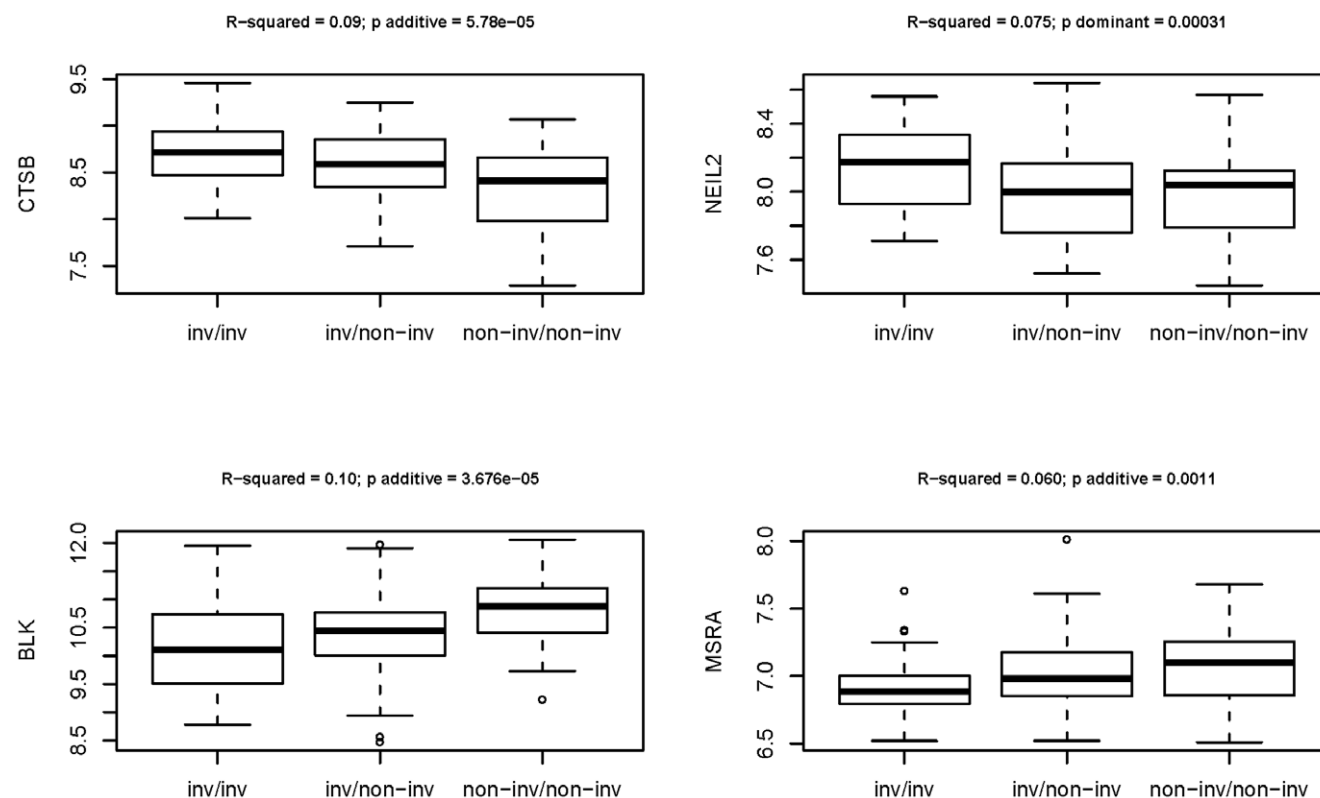 R−squared = 0.09; p additive = 5.78e−05
CTSB
9.5
8.5
7.5
inv/inv
inv/non−inv
non−inv/non−inv
R−squared = 0.075; p dominant = 0.00031
NEIL2
8.4
8.0
7.6
inv/inv
inv/non−inv
non−inv/non−inv
R−squared = 0.10; p additive = 3.676e−05
BLK
12.0
10.5
9.5
8.5
inv/inv
inv/non−inv
non−inv/non−inv
R−squared = 0.060; p additive = 0.0011
MSRA
8.0
7.5
7.0
6.5
inv/inv
inv/non−inv
non−inv/non−inv